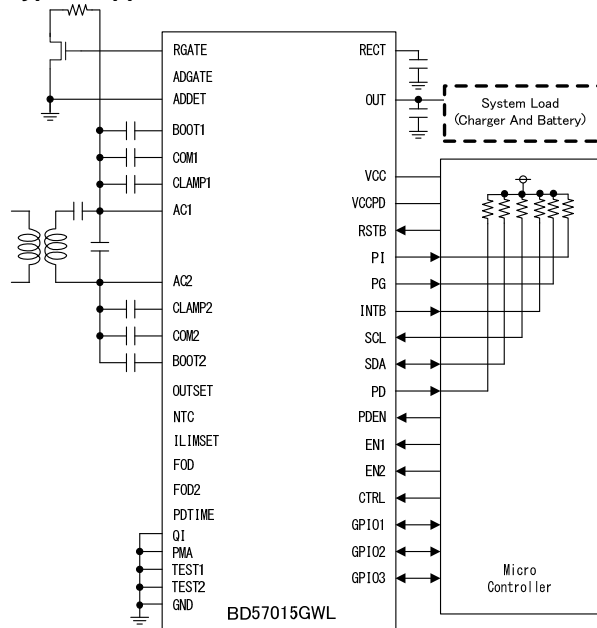 RGATE
ADGATE
ADDET
BOOT1
COM1
CLAMP1
AC1
AC2
CLAMP2
COM2
BOOT2
OUTSET
NTC
ILIMSET
FOD
FOD2
PDTIME
QI
PMA
TEST1
TEST2
GND
BD57015GWL
RECT
OUT
VCC
VCCPD
RSTB
PI
PG
INTB
SCL
SDA
PD
PDEN
EN1
EN2
CTRL
GPIO1
GPIO2
GPIO3
System Load
(Charger And Battery)
Micro
Controller